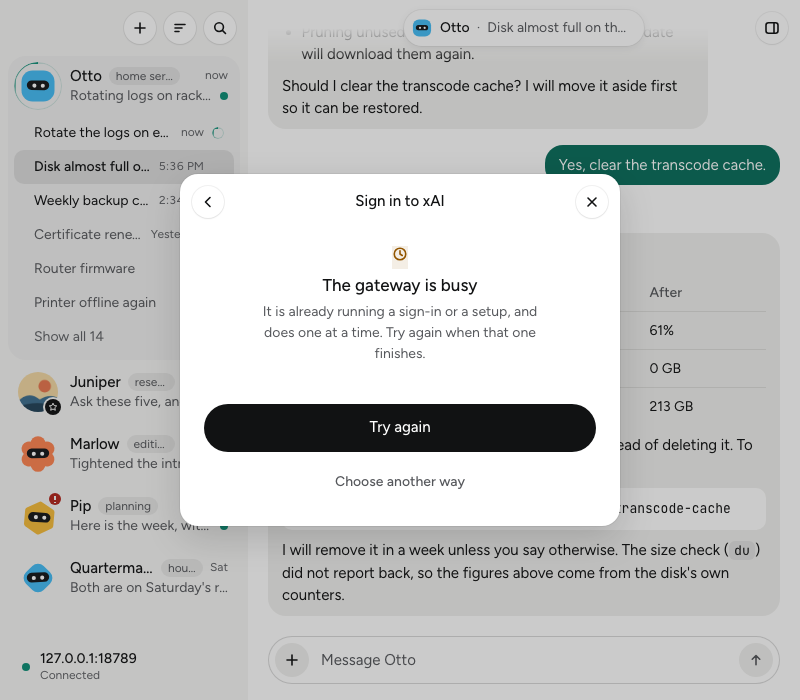 Otto · Disk almost full on th...
Otto home ser... now
Rotating logs on rack...
Rotate the logs on e... now
Disk almost full o... 5:36 PM
Weekly backup c...
Certificate rene...
Router firmware
Printer offline again
Show all 14
Juniper rese...
Ask these five, an
Marlow editi...
Tightened the int
Pip planning
Here is the week, wit...
Quarterma... hou... Sat
Both are on Saturday's r...
127.0.0.1:18789
Connected
Pruning unused
will download them again.
Should I clear the transcode cache? I will move it aside first
so it can be restored.
Yes, clear the transcode cache.
Sign in to xAI
The gateway is busy
It is already running a sign-in or a setup, and
does one at a time. Try again when that one
finishes.
Try again
Choose another way
After
61%
0 GB
213 GB
of deleting it. To
transcode-cache
I will remove it in a week unless you say otherwise. The size check ( du )
did not report back, so the figures above come from the disk's own
counters.
Message Otto